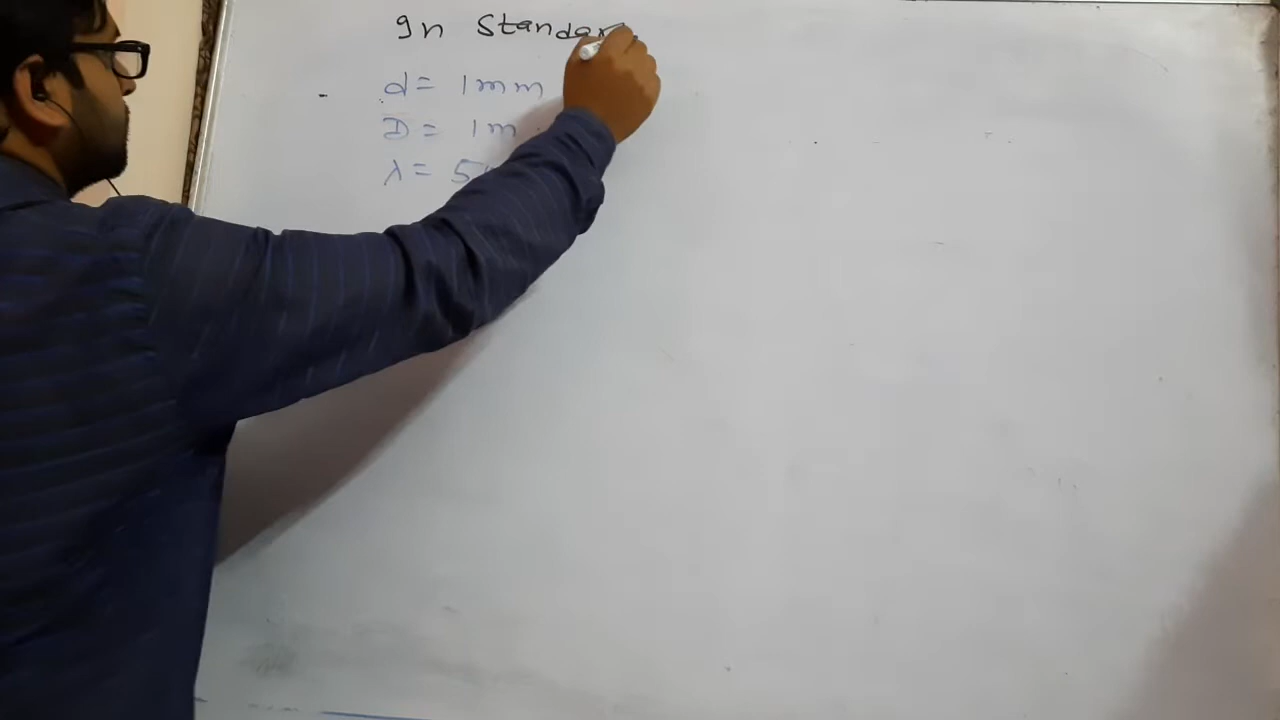 In Standar
d = 1mm
D = 1m
λ = 5